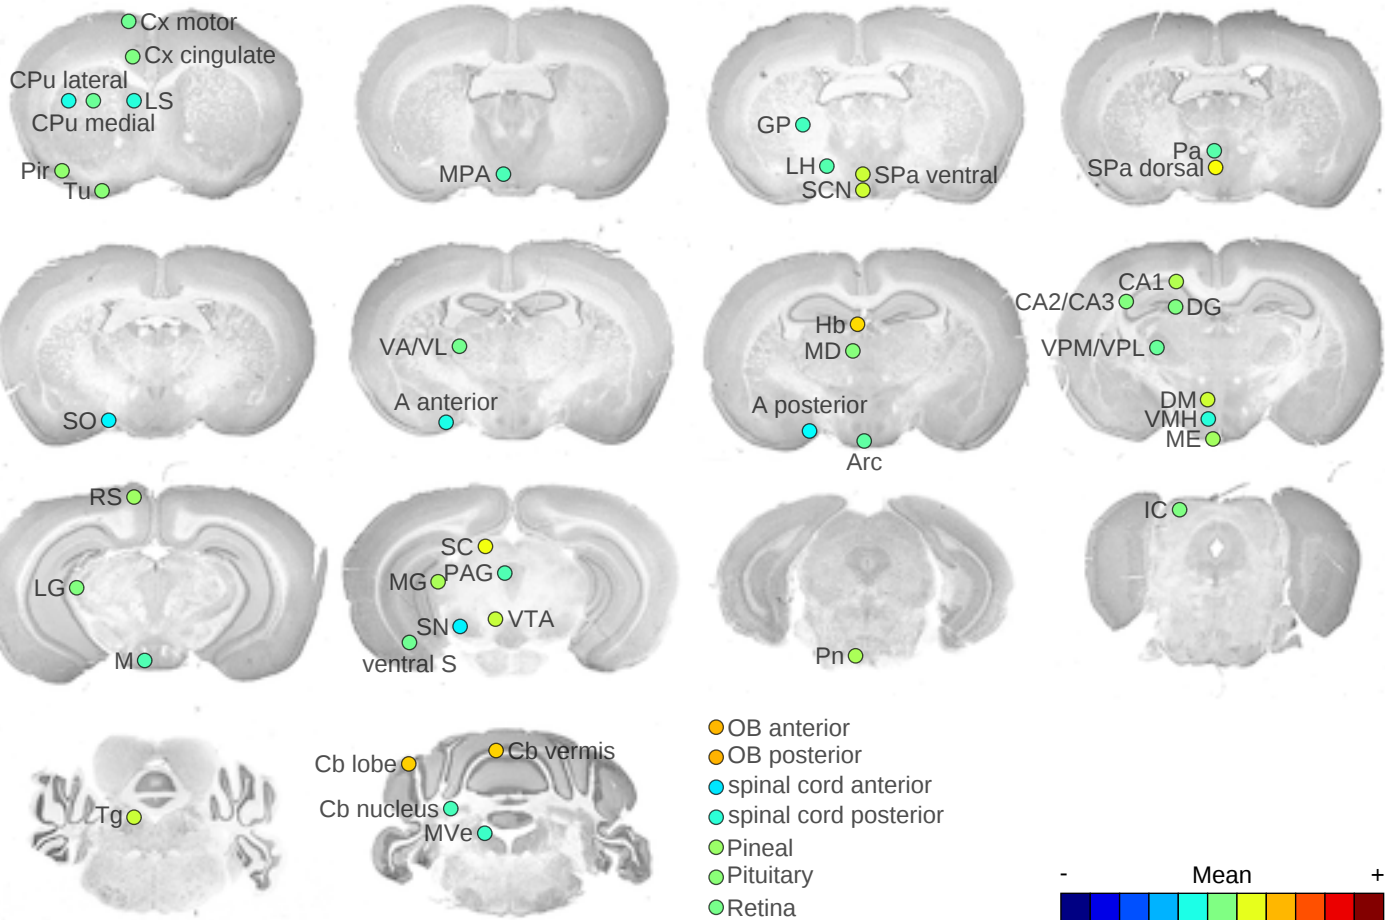 Cx motor
Cx cingulate
CPu lateral
LS
CPu medial
Pir
Tu
MPA
GP
LH
SPa ventral
SCN
Pa
SPa dorsal
SO
VA/VL
A anterior
Hb
MD
A posterior
Arc
CA1
CA2/CA3
DG
VPM/VPL
DM
VMH
ME
RS
LG
M
SC
PAG
MG
VTA
SN
ventral S
Pn
IC
Tg
Cb lobe
Cb vermis
Cb nucleus
MVe
OB anterior
OB posterior
spinal cord anterior
spinal cord posterior
Pineal
Pituitary
Retina
- Mean +